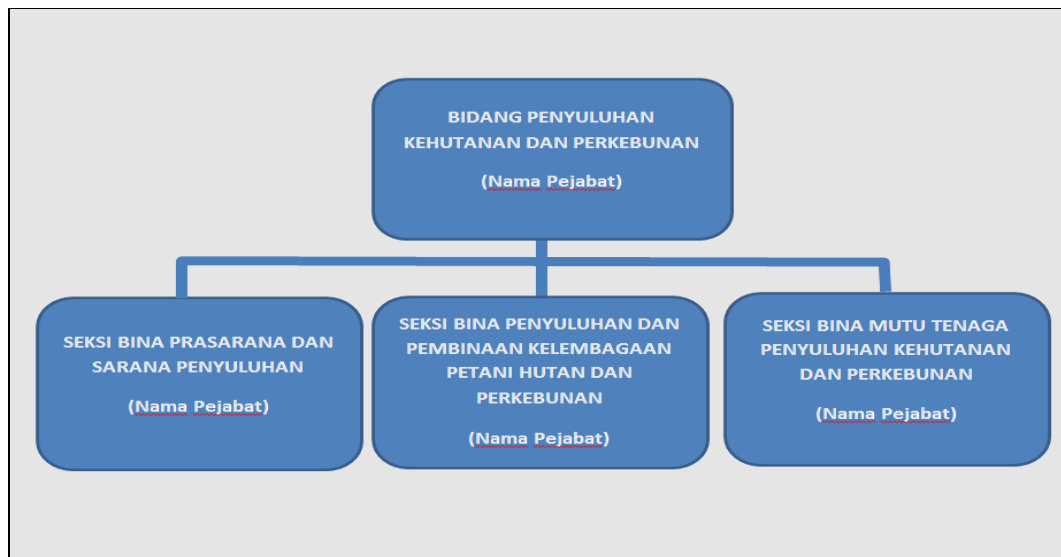 BIDANG PENYULUHAN
KEHUTANAN DAN PERKEBUNAN
(Nama Pejabat)
SEKSI BINA PRASARANA DAN
SARANA PENYULUHAN
(Nama Pejabat)
SEKSI BINA PENYULUHAN DAN
PEMBINAAN KELEMBAGAAN
PETANI HUTAN DAN
PERKEBUNAN
(Nama Pejabat)
SEKSI BINA MUTU TENAGA
PENYULUHAN KEHUTANAN
DAN PERKEBUNAN
(Nama Pejabat)